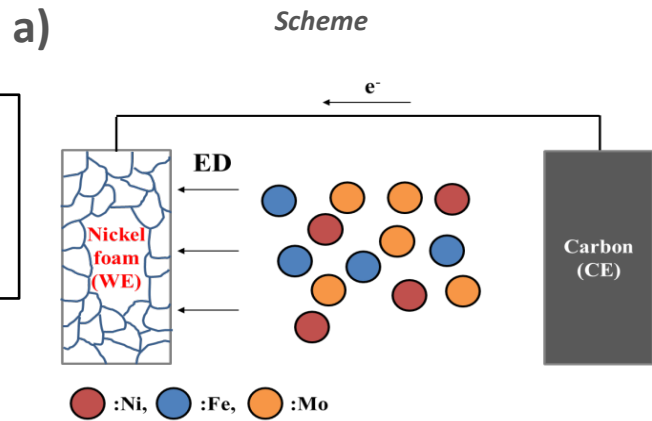 a)
Scheme
e-
ED
Nickel
foam
(WE)
Carbon
(CE)
:Ni, :Fe, :Mo